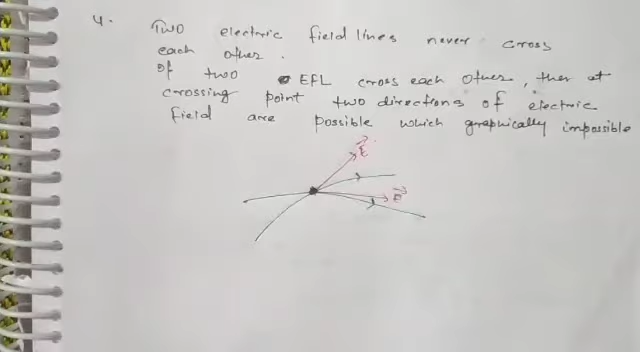 4. Two electric field lines never cross
each other.
If two EFL cross each other, then at
crossing point two directions of electric
field are possible which graphically impossible
E
E